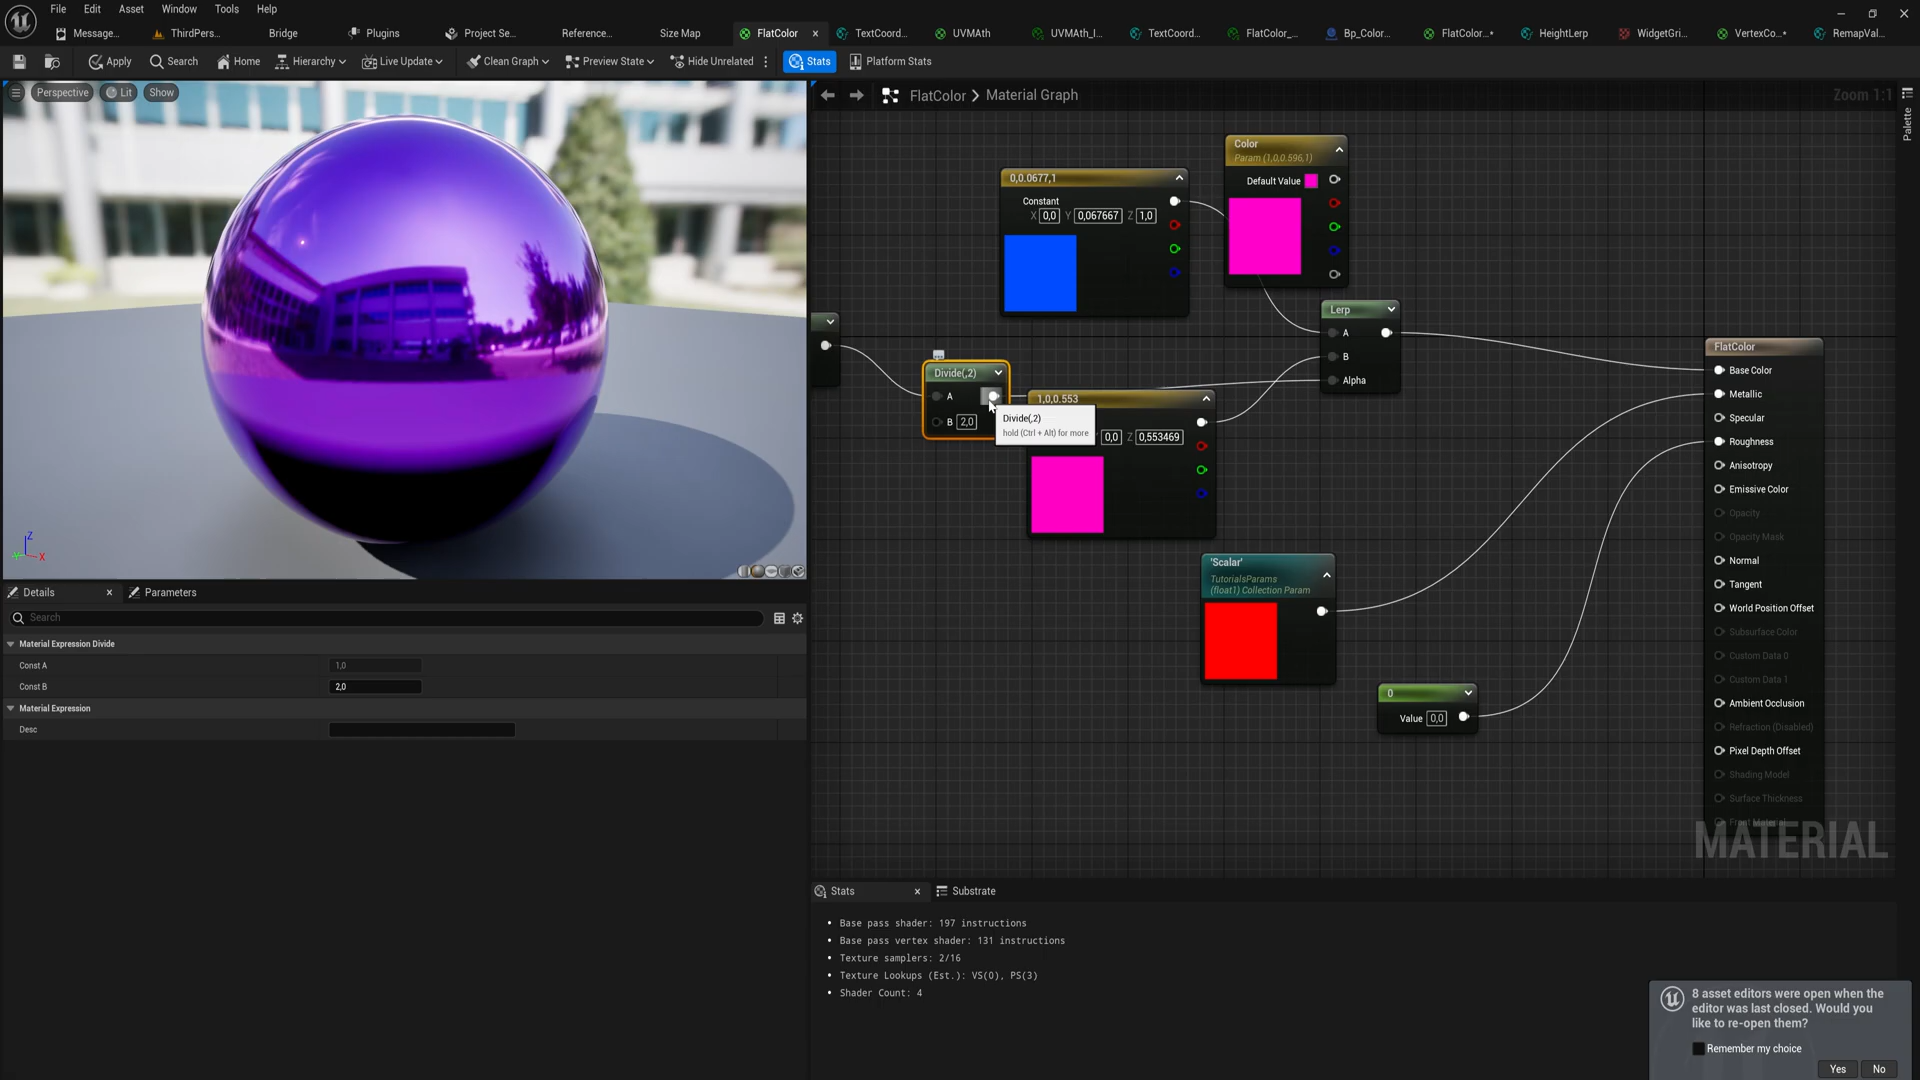 File Edit Asset Window Tools Help
Message... ThirdPers... Bridge Plugins Project Se... Reference... Size Map FlatColor TextCoord... UVMAth UVMAth_I... TextCoord... FlatColor_... Bp_Color... FlatColor...* HeightLerp WidgetGri... VertexCo...* RemapVal...
Apply Search Home Hierarchy Live Update Clean Graph Preview State Hide Unrelated Stats Platform Stats
Perspective Lit Show
FlatColor > Material Graph Zoom 1:1
Palette
Color
Param (1,0,0.596,1)
Default Value
0,0.0677,1
Constant
X 0,0 Y 0,067667 Z 1,0
Lerp
A
B
Alpha
Divide(,2)
A
B 2,0
Divide(,2)
hold (Ctrl + Alt) for more
1,0,0.553
0,0 Z 0,553469
'Scalar'
TutorialsParams
(float1) Collection Param
0
Value 0,0
FlatColor
Base Color
Metallic
Specular
Roughness
Anisotropy
Emissive Color
Opacity
Opacity Mask
Normal
Tangent
World Position Offset
Subsurface Color
Custom Data 0
Custom Data 1
Ambient Occlusion
Refraction (Disabled)
Pixel Depth Offset
Shading Model
Surface Thickness
Front Material
MATERIAL
Z
X
Details Parameters
Search
Material Expression Divide
Const A 1,0
Const B 2,0
Material Expression
Desc
Stats Substrate
• Base pass shader: 197 instructions
• Base pass vertex shader: 131 instructions
• Texture samplers: 2/16
• Texture Lookups (Est.): VS(0), PS(3)
• Shader Count: 4
8 asset editors were open when the
editor was last closed. Would you
like to re-open them?
Remember my choice
Yes No